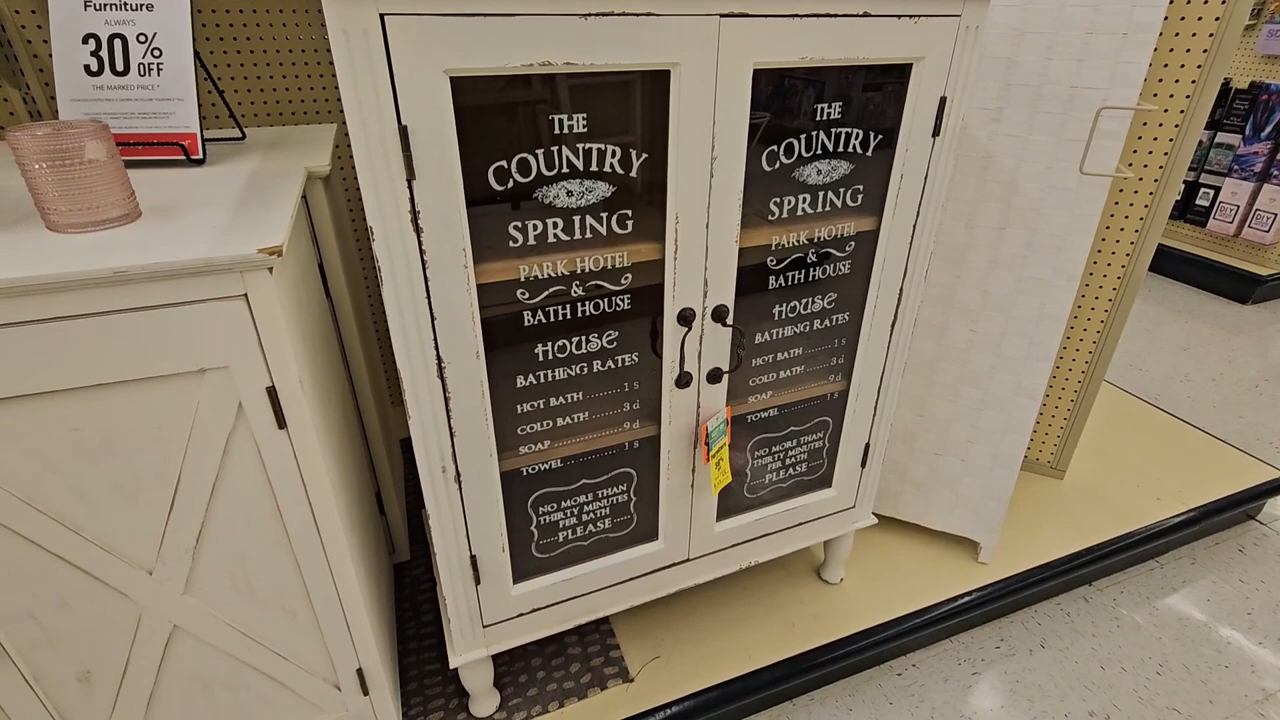 Furniture
ALWAYS
30% OFF
THE MARKED PRICE*
THE
COUNTRY
SPRING
PARK HOTEL
&
BATH HOUSE
HOUSE
BATHING RATES
HOT BATH ........ 1 s
COLD BATH ....... 3 d
SOAP ................ 9 d
TOWEL ............ 1 s
NO MORE THAN
THIRTY MINUTES
PER BATH
.....PLEASE.....
THE
COUNTRY
SPRING
PARK HOTEL
&
BATH HOUSE
HOUSE
BATHING RATES
HOT BATH ........ 1 s
COLD BATH ....... 3 d
SOAP ................ 9 d
TOWEL ............ 1 s
NO MORE THAN
THIRTY MINUTES
PER BATH
.....PLEASE.....
DIY
DIY